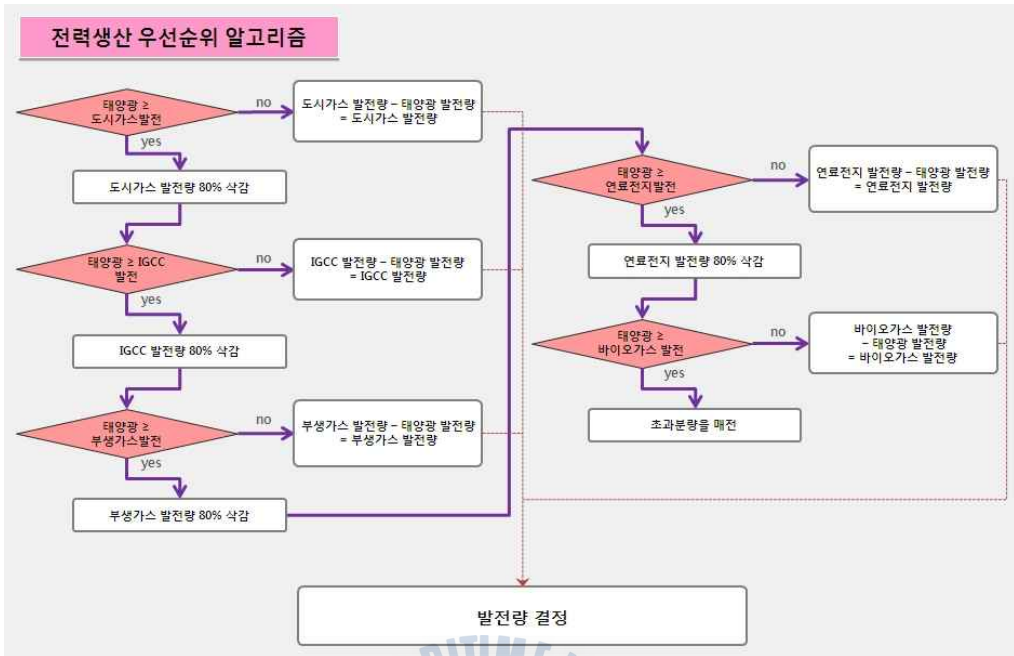 전력생산 우선순위 알고리즘
태양광 ≥
도시가스발전
no
도시가스 발전량 – 태양광 발전량
= 도시가스 발전량
yes
도시가스 발전량 80% 삭감
태양광 ≥ IGCC
발전
no
IGCC 발전량 – 태양광 발전량
= IGCC 발전량
yes
IGCC 발전량 80% 삭감
태양광 ≥
부생가스발전
no
부생가스 발전량 – 태양광 발전량
= 부생가스 발전량
yes
부생가스 발전량 80% 삭감
태양광 ≥
연료전지발전
no
연료전지 발전량 – 태양광 발전량
= 연료전지 발전량
yes
연료전지 발전량 80% 삭감
태양광 ≥
바이오가스 발전
no
바이오가스 발전량
– 태양광 발전량
= 바이오가스 발전량
yes
초과분량을 매전
발전량 결정